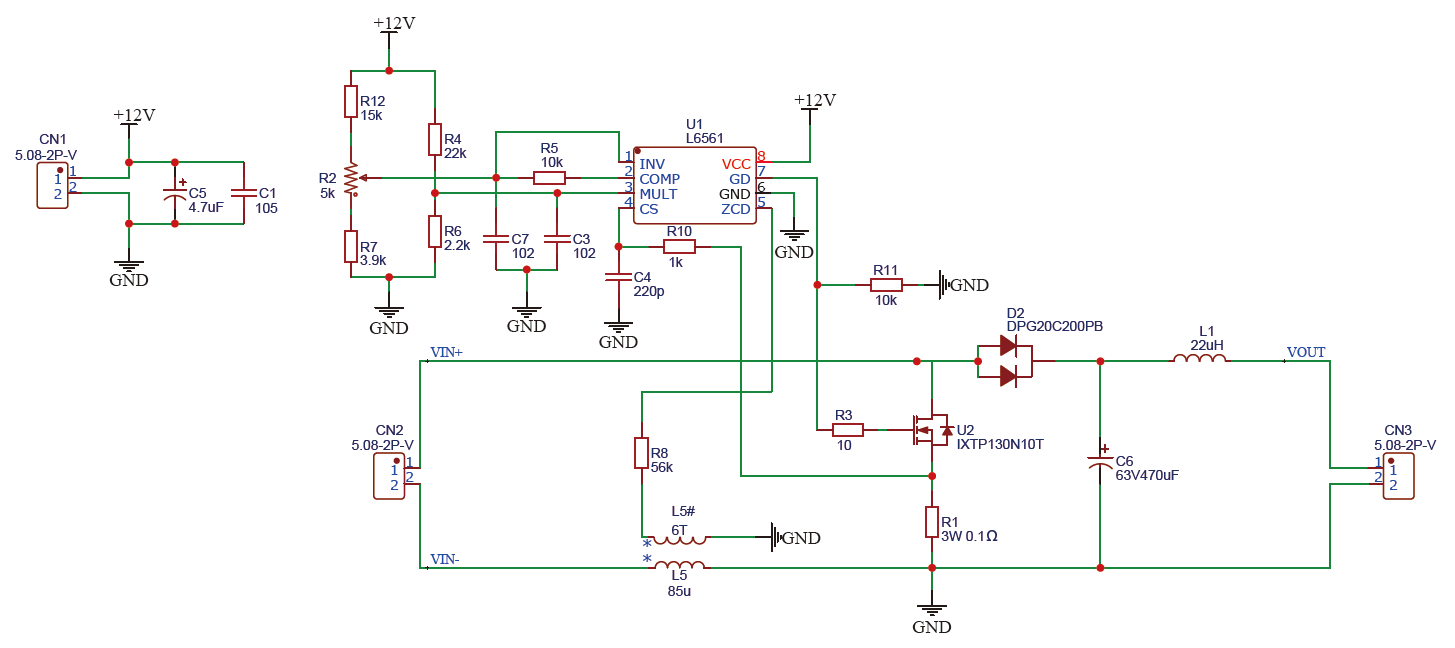 +12V
CN1
5.08-2P-V
1
2
1
2
+12V
C5
4.7uF
C1
105
GND
R12
15k
R2
5k
R7
3.9k
GND
R4
22k
R6
2.2k
R5
10k
C7
102
C3
102
GND
U1
L6561
1
2
3
4
INV
COMP
MULT
CS
VCC
GD
GND
ZCD
8
7
6
5
+12V
GND
R10
1k
C4
220p
GND
R11
10k
GND
VIN+
D2
DPG20C200PB
L1
22uH
VOUT
CN2
5.08-2P-V
1
2
1
2
R3
10
U2
IXTP130N10T
R8
56k
C6
63V470uF
CN3
5.08-2P-V
1
2
1
2
L5#
6T
GND
*
*
R1
3W 0.1Ω
VIN-
L5
85u
GND